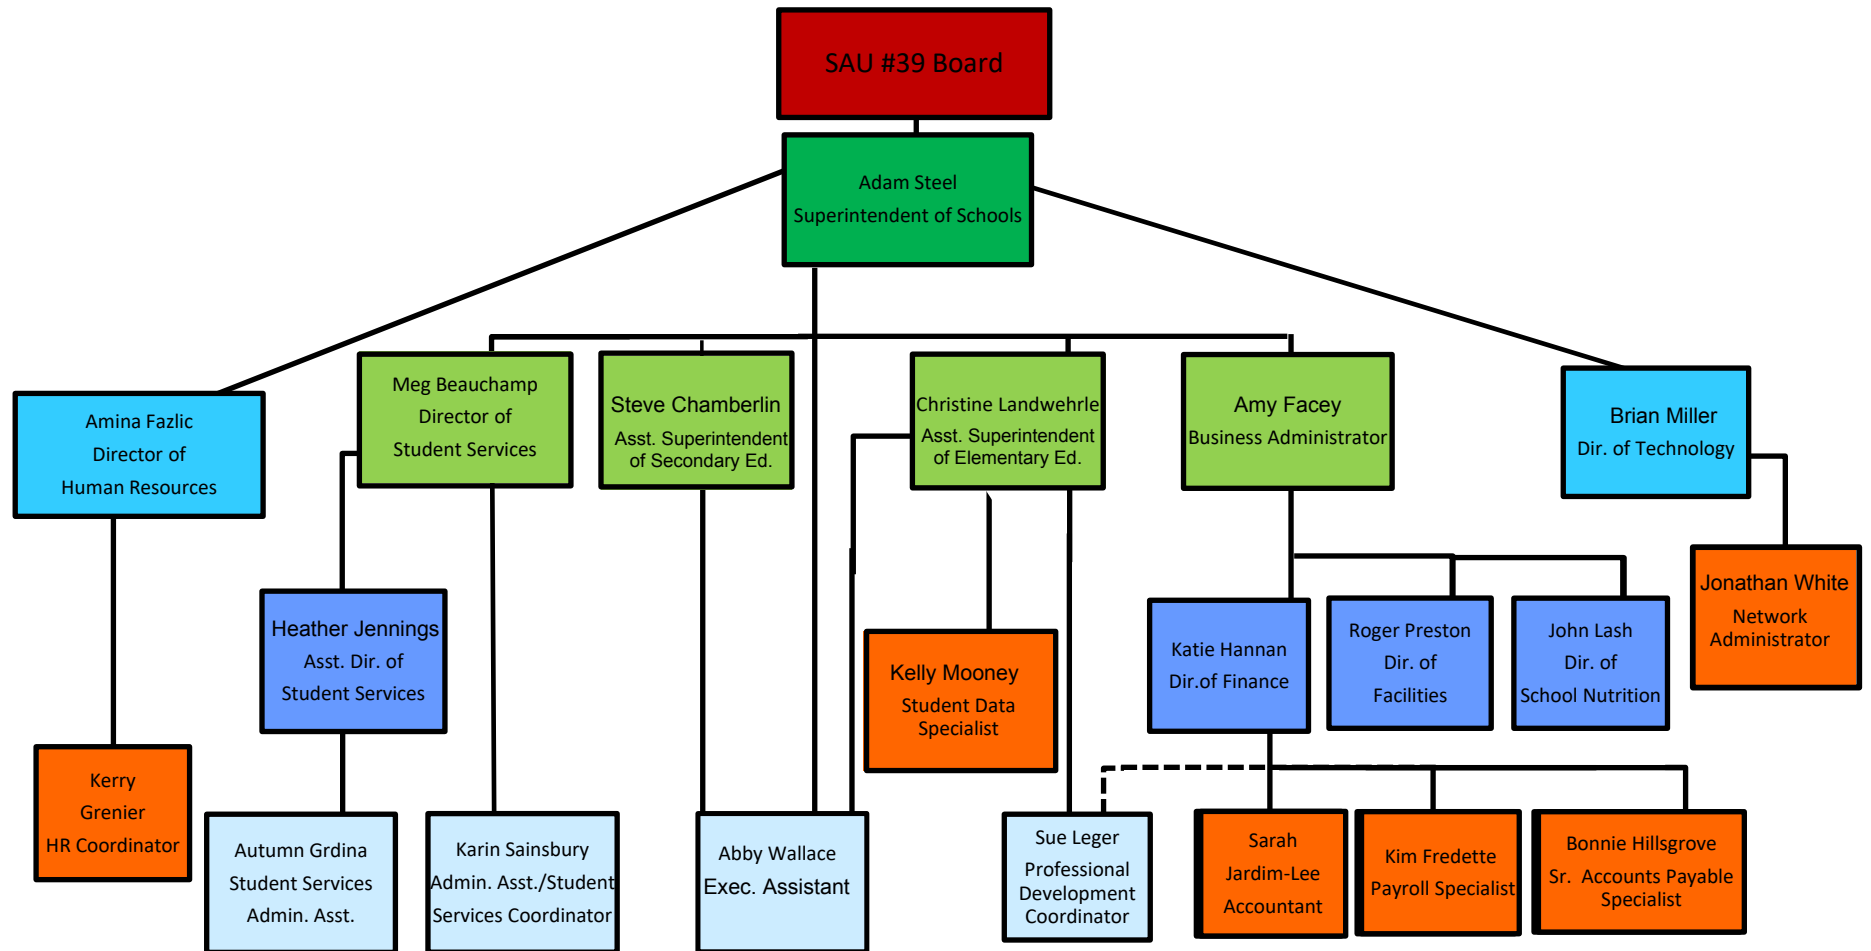 SAU #39 Board
Adam Steel
Superintendent of Schools
Amina Fazlic
Director of
Human Resources
Meg Beauchamp
Director of
Student Services
Steve Chamberlin
Asst. Superintendent
of Secondary Ed.
Christine Landwehrle
Asst. Superintendent
of Elementary Ed.
Amy Facey
Business Administrator
Brian Miller
Dir. of Technology
Heather Jennings
Asst. Dir. of
Student Services
Kelly Mooney
Student Data
Specialist
Katie Hannan
Dir.of Finance
Roger Preston
Dir. of
Facilities
John Lash
Dir. of
School Nutrition
Jonathan White
Network
Administrator
Kerry
Grenier
HR Coordinator
Autumn Grdina
Student Services
Admin. Asst.
Karin Sainsbury
Admin. Asst./Student
Services Coordinator
Abby Wallace
Exec. Assistant
Sue Leger
Professional
Development
Coordinator
Sarah
Jardim-Lee
Accountant
Kim Fredette
Payroll Specialist
Bonnie Hillsgrove
Sr. Accounts Payable
Specialist